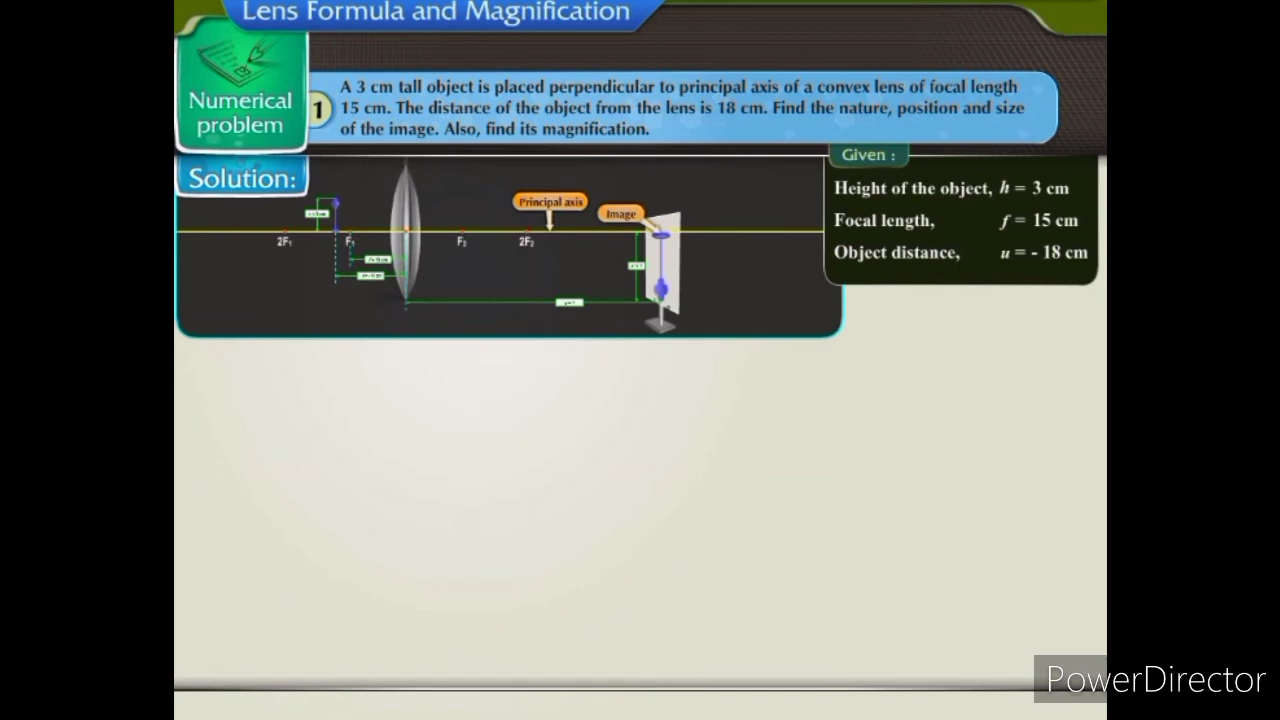 Lens Formula and Magnification
Numerical
problem
1
A 3 cm tall object is placed perpendicular to principal axis of a convex lens of focal length
15 cm. The distance of the object from the lens is 18 cm. Find the nature, position and size
of the image. Also, find its magnification.
Solution:
Given :
Height of the object, h = 3 cm
Focal length, f = 15 cm
Object distance, u = - 18 cm
Principal axis
Image
2F₁
F₁
F₂
2F₂
PowerDirector